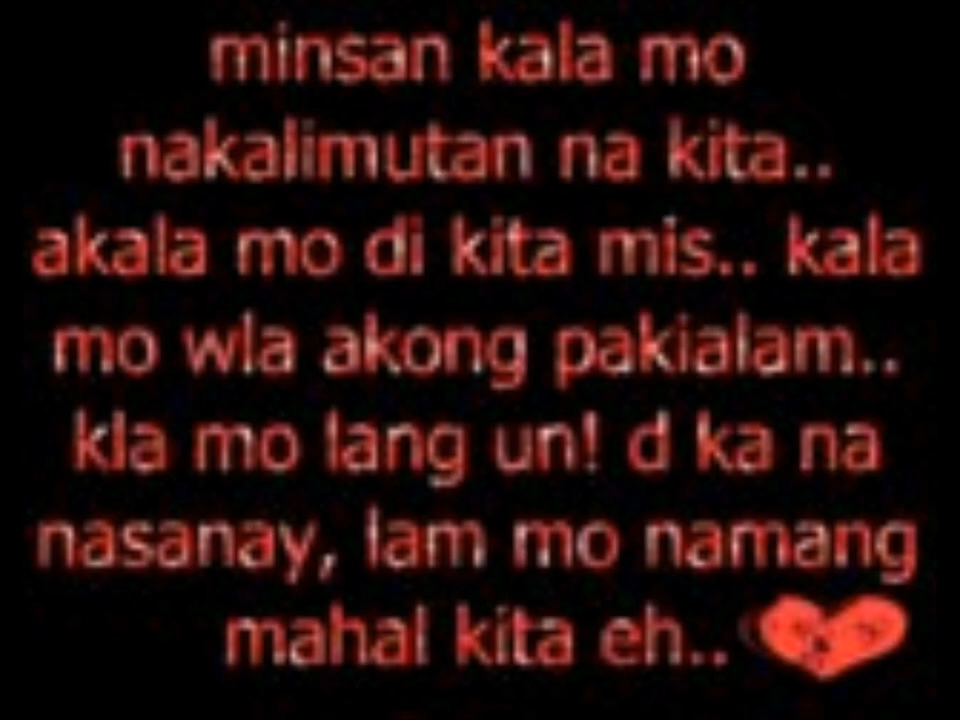 minsan kala mo
nakalimutan na kita..
akala mo di kita mis.. kala
mo wla akong pakialam..
kla mo lang un! d ka na
nasanay, lam mo namang
mahal kita eh..